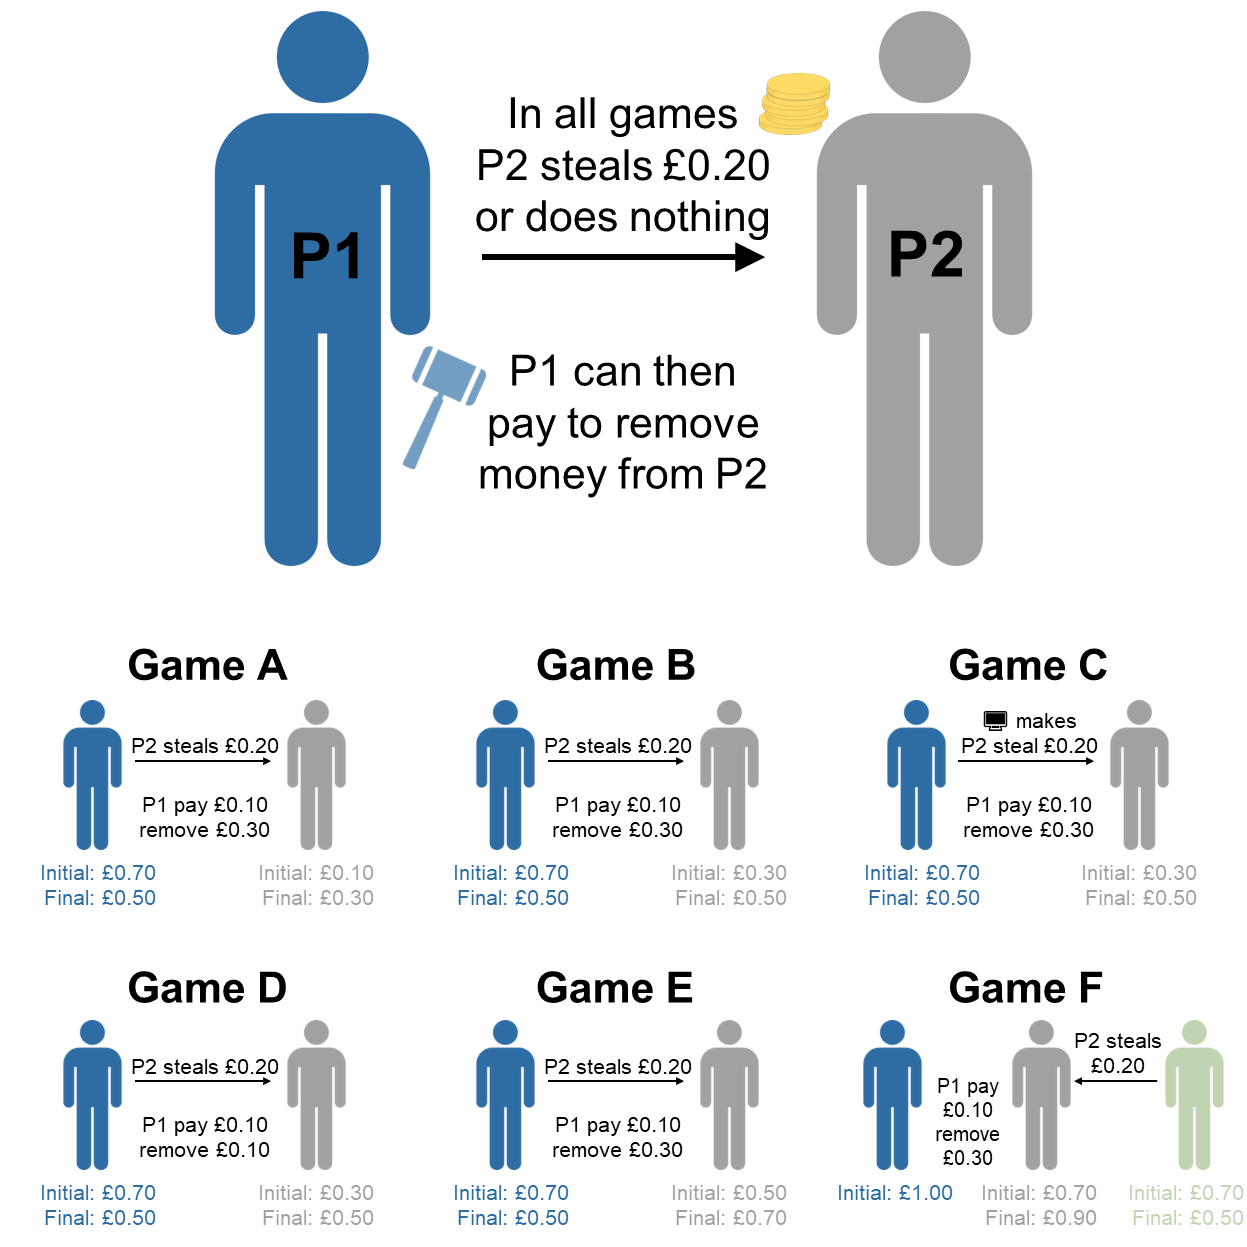 In all games
P2 steals £0.20
or does nothing
P1
P2
P1 can then
pay to remove
money from P2
Game A
P2 steals £0.20
P1 pay £0.10
remove £0.30
Initial: £0.70
Final: £0.50
Initial: £0.10
Final: £0.30
Game B
P2 steals £0.20
P1 pay £0.10
remove £0.30
Initial: £0.70
Final: £0.50
Initial: £0.30
Final: £0.50
Game C
makes
P2 steal £0.20
P1 pay £0.10
remove £0.30
Initial: £0.70
Final: £0.50
Initial: £0.30
Final: £0.50
Game D
P2 steals £0.20
P1 pay £0.10
remove £0.10
Initial: £0.70
Final: £0.50
Initial: £0.30
Final: £0.50
Game E
P2 steals £0.20
P1 pay £0.10
remove £0.30
Initial: £0.70
Final: £0.50
Initial: £0.50
Final: £0.70
Game F
P2 steals
£0.20
P1 pay
£0.10
remove
£0.30
Initial: £1.00
Initial: £0.70
Final: £0.90
Initial: £0.70
Final: £0.50